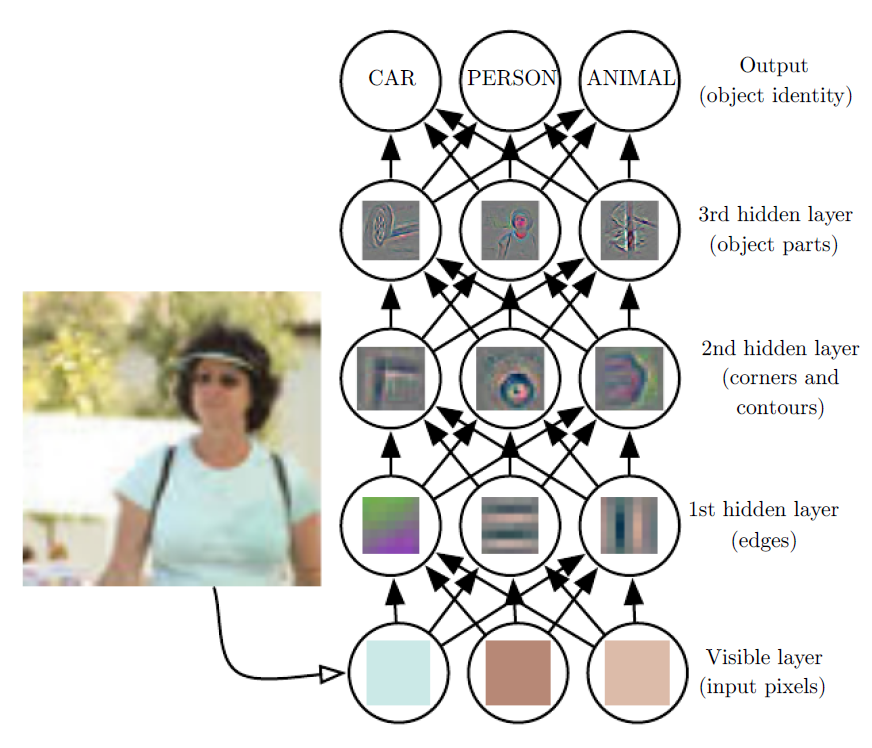 CAR PERSON ANIMAL
Output
(object identity)
3rd hidden layer
(object parts)
2nd hidden layer
(corners and
contours)
1st hidden layer
(edges)
Visible layer
(input pixels)